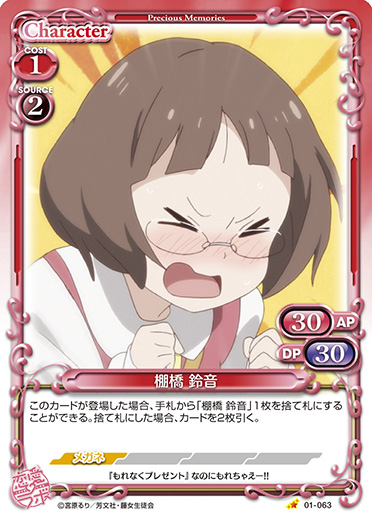 Precious Memories
Character
COST
1
SOURCE
2
30 AP
DP 30
棚橋 鈴音
このカードが登場した場合、手札から「棚橋 鈴音」1枚を捨て札にする
ことができる。捨て札にした場合、カードを2枚引く。
メガネ
『もれなくプレゼント』なのにもれちゃえー!!
恋愛
ラボ
©宮原るり／芳文社・藤女生徒会
01-063